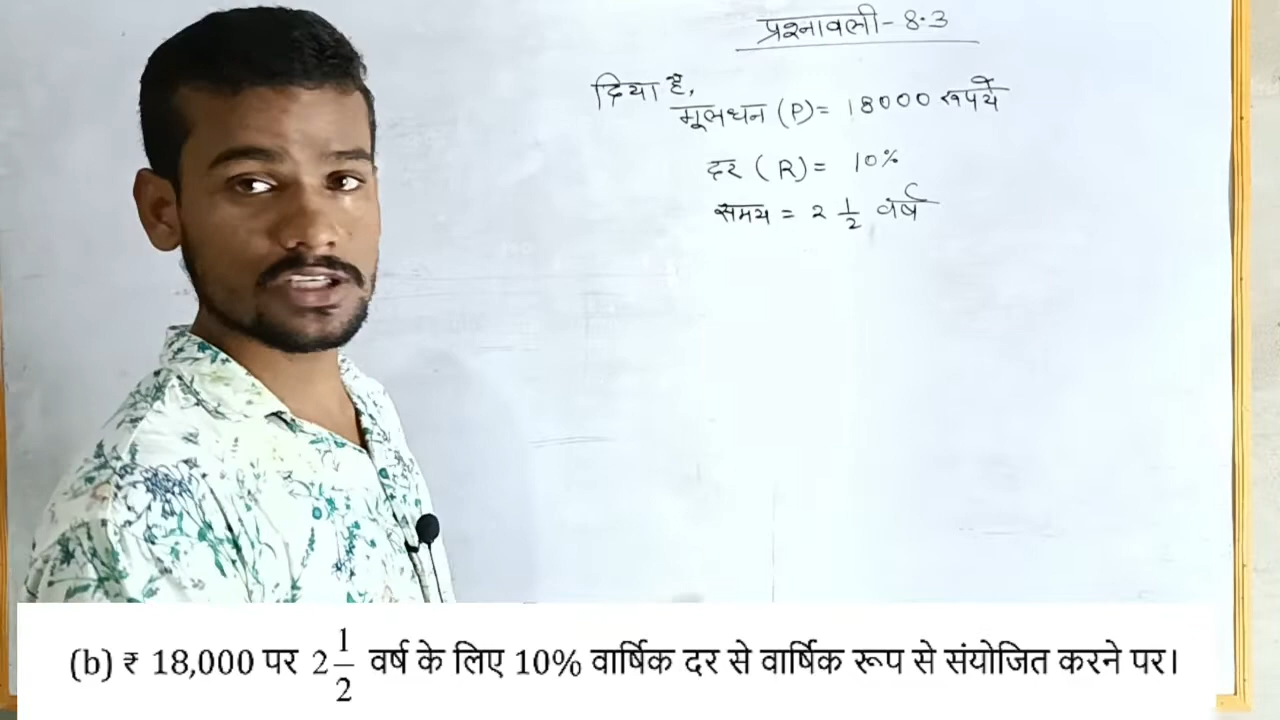 प्रश्नावली - 8.3
दिया है,
मूलधन (P) = 18000 रूपये
दर (R) = 10%
समय = 2 1/2 वर्ष
(b) ₹ 18,000 पर 2 1/2 वर्ष के लिए 10% वार्षिक दर से वार्षिक रूप से संयोजित करने पर।